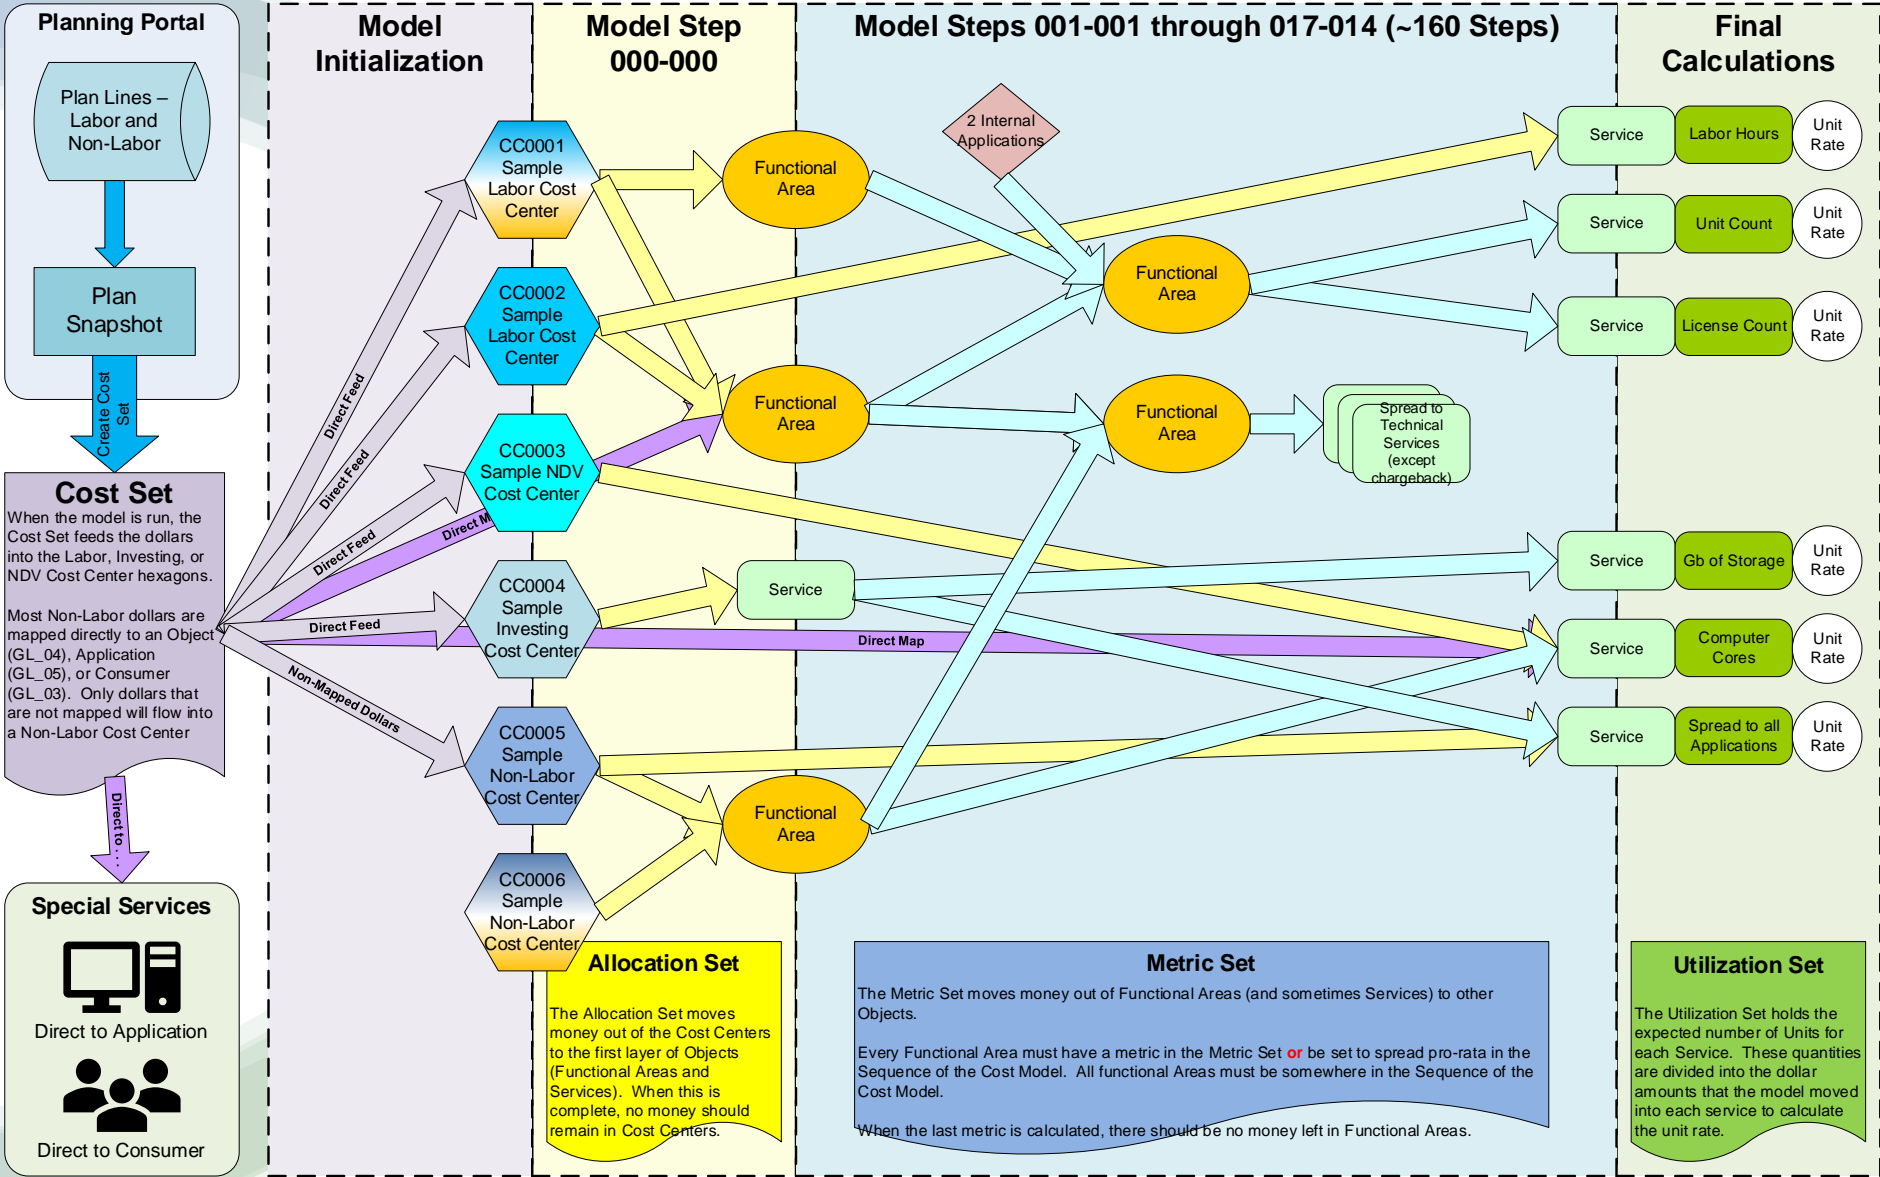 Planning Portal
Plan Lines –
Labor and
Non-Labor
Plan
Snapshot
Create Cost
Set
Cost Set
When the model is run, the
Cost Set feeds the dollars
into the Labor, Investing, or
NDV Cost Center hexagons.
Most Non-Labor dollars are
mapped directly to an Object
(GL_04), Application
(GL_05), or Consumer
(GL_03).  Only dollars that
are not mapped will flow into
a Non-Labor Cost Center
Direct to . . . .
Special Services
Direct to Application
Direct to Consumer
Model
Initialization
Direct Feed
Direct Feed
Direct Feed
Direct M
Direct Feed
Non-Mapped Dollars
Model Step
000-000
CC0001
Sample
Labor Cost
Center
CC0002
Sample
Labor Cost
Center
CC0003
Sample NDV
Cost Center
CC0004
Sample
Investing
Cost Center
CC0005
Sample
Non-Labor
Cost Center
CC0006
Sample
Non-Labor
Cost Center
Functional
Area
Functional
Area
Service
Functional
Area
Allocation Set
The Allocation Set moves
money out of the Cost Centers
to the first layer of Objects
(Functional Areas and
Services).  When this is
complete, no money should
remain in Cost Centers.
Model Steps 001-001 through 017-014 (~160 Steps)
2 Internal
Applications
Functional
Area
Functional
Area
Spread to
Technical
Services
(except
chargeback)
Direct Map
Metric Set
The Metric Set moves money out of Functional Areas (and sometimes Services) to other
Objects.
Every Functional Area must have a metric in the Metric Set or be set to spread pro-rata in the
Sequence of the Cost Model.  All functional Areas must be somewhere in the Sequence of the
Cost Model.
When the last metric is calculated, there should be no money left in Functional Areas.
Final
Calculations
Service
Labor Hours
Unit
Rate
Service
Unit Count
Unit
Rate
Service
License Count
Unit
Rate
Service
Gb of Storage
Unit
Rate
Service
Computer
Cores
Unit
Rate
Service
Spread to all
Applications
Unit
Rate
Utilization Set
The Utilization Set holds the
expected number of Units for
each Service.  These quantities
are divided into the dollar
amounts that the model moved
into each service to calculate
the unit rate.